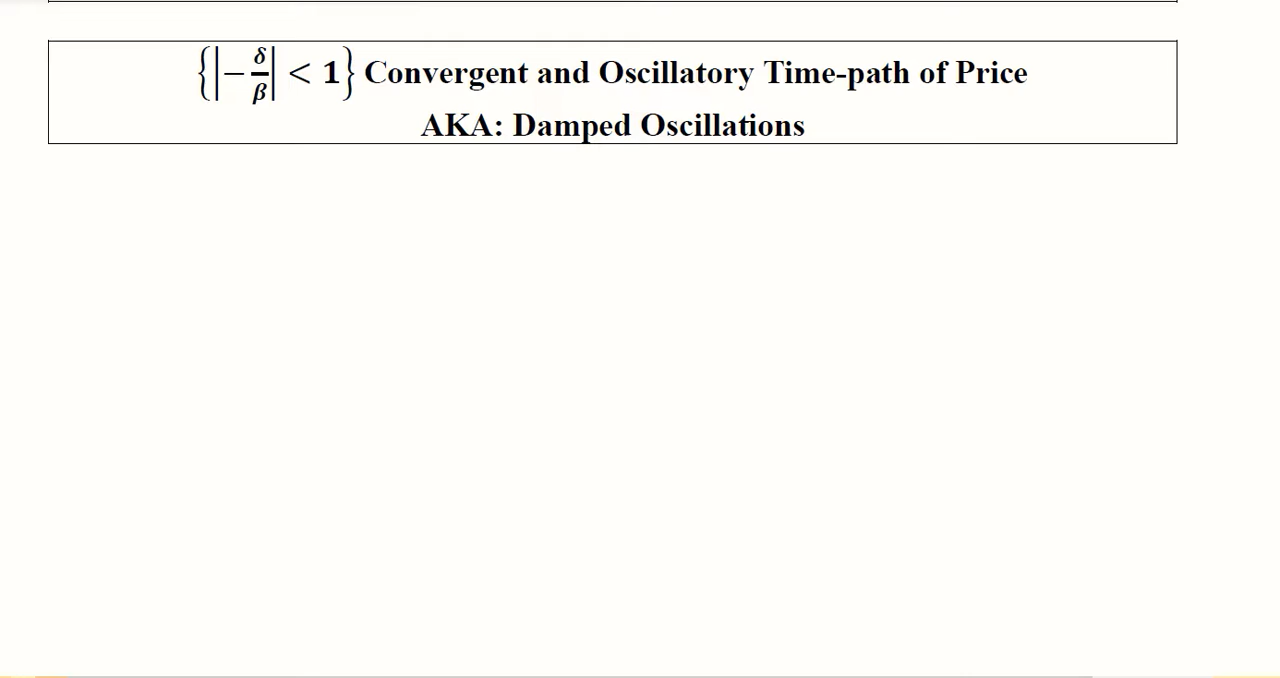 {|−δ/β| < 1} Convergent and Oscillatory Time-path of Price
AKA: Damped Oscillations